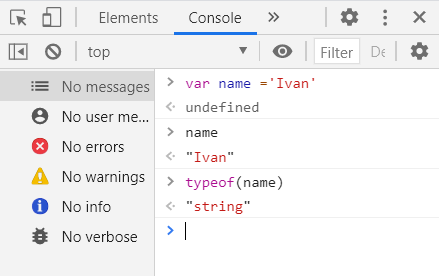 Elements Console »
top Filter De
No messages
No user me...
No errors
No warnings
No info
No verbose
> var name ='Ivan'
<· undefined
> name
<· "Ivan"
> typeof(name)
<· "string"
>